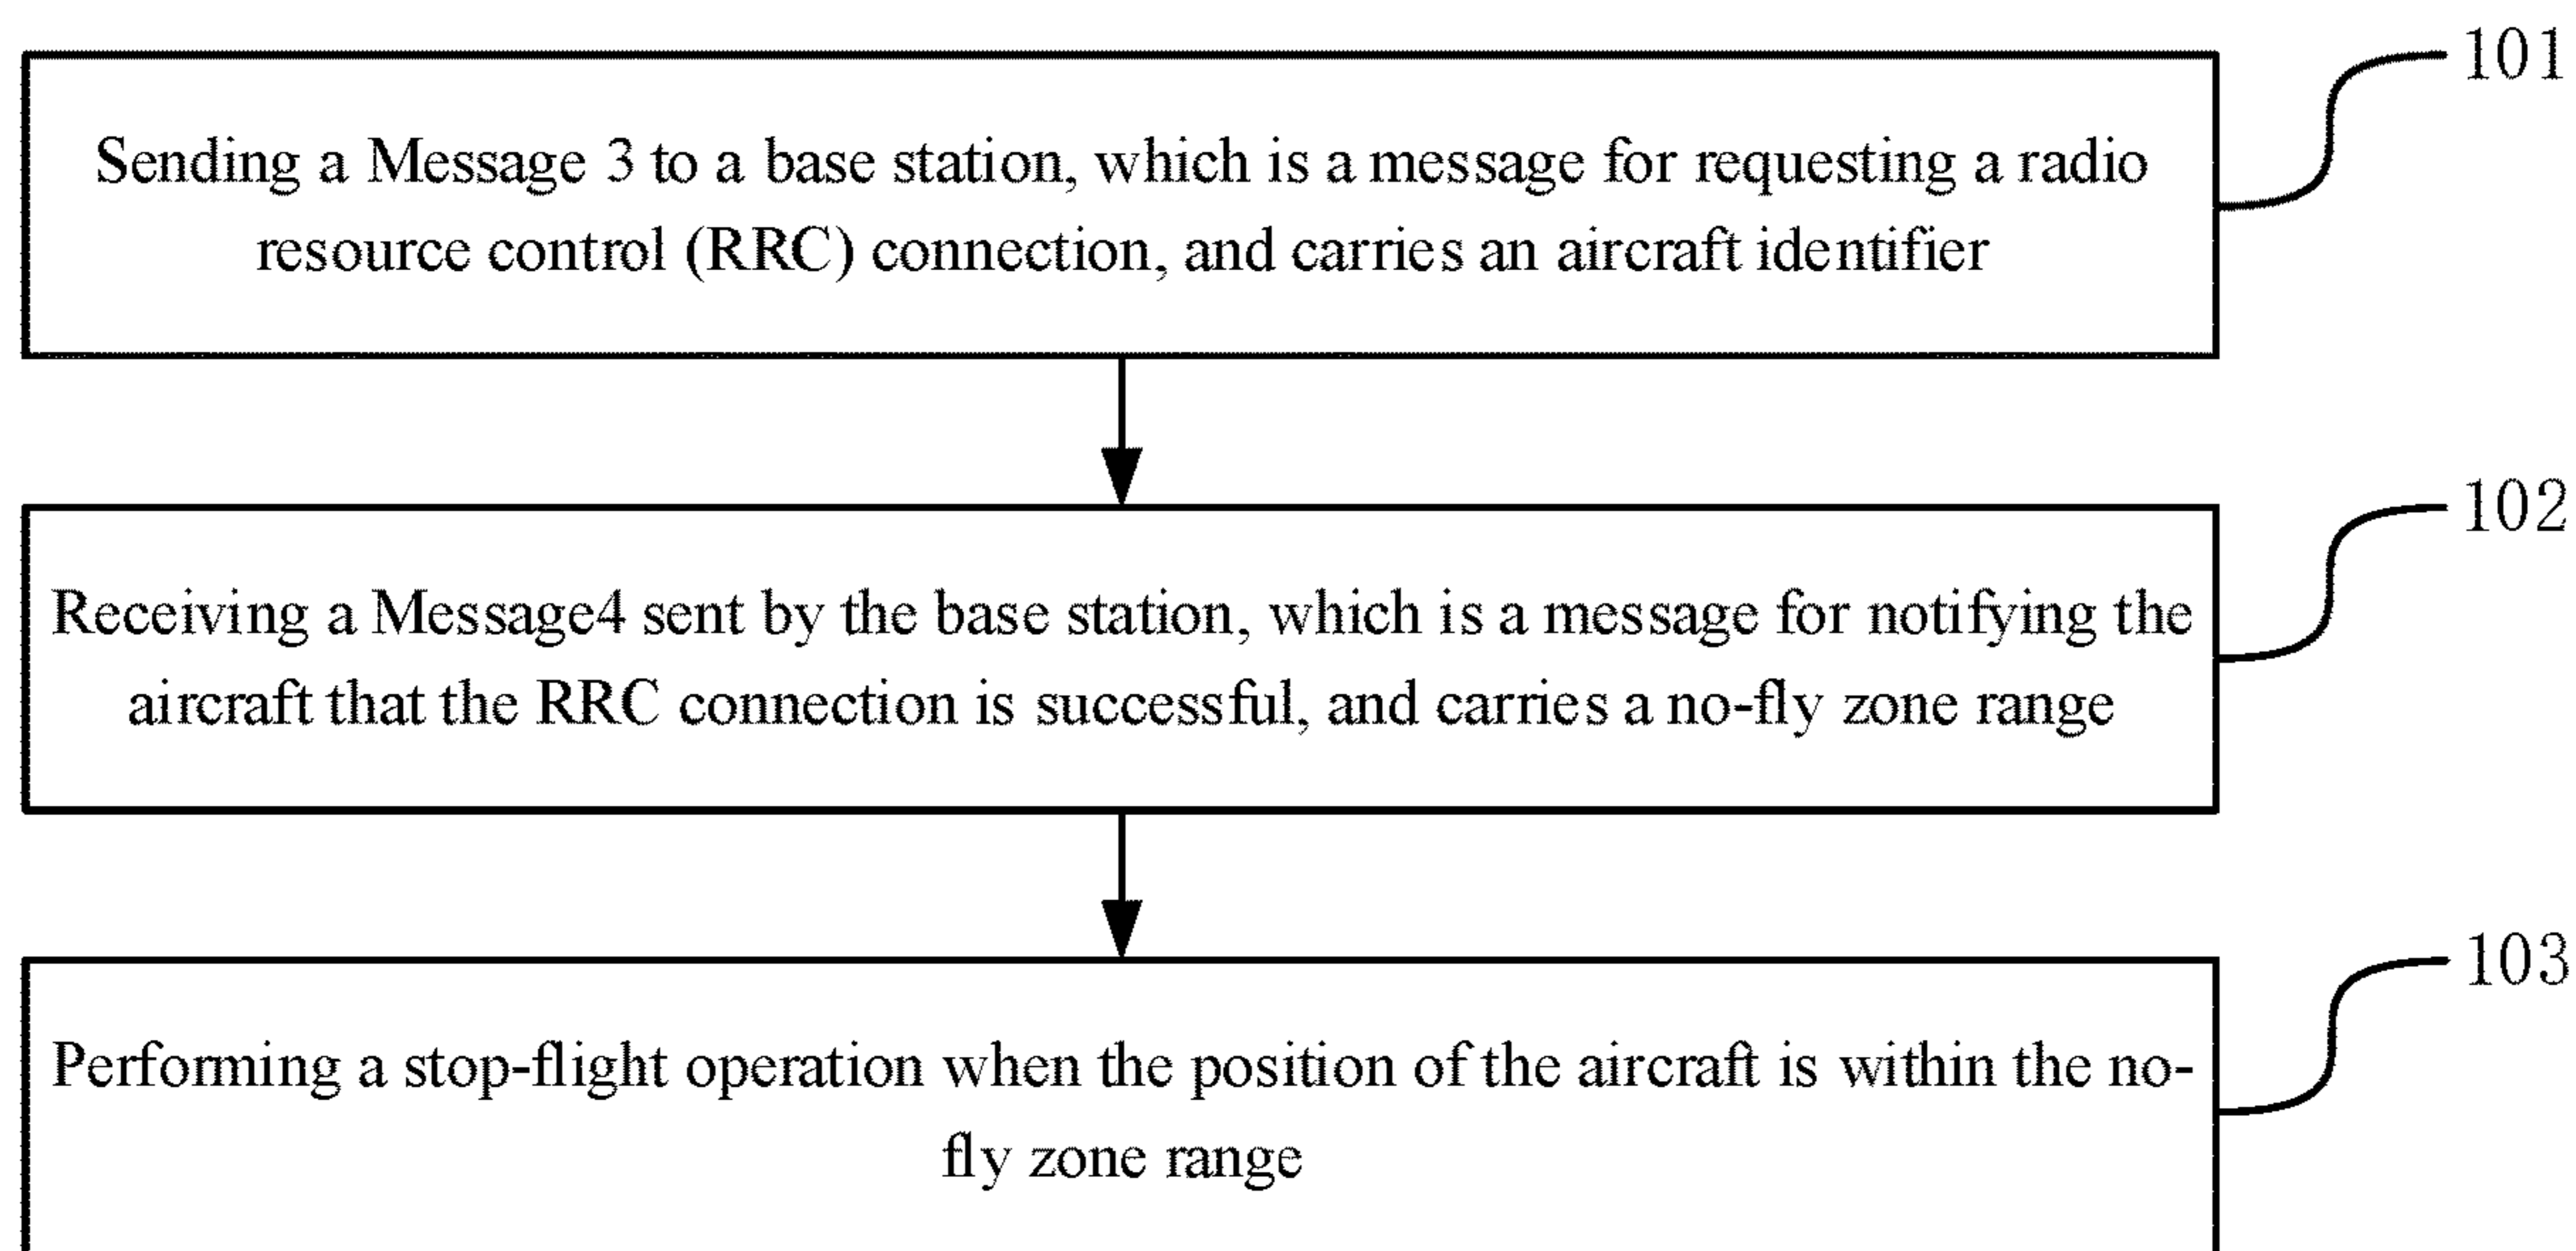 101
Sending a Message 3 to a base station, which is a message for requesting a radio
resource control (RRC) connection, and carries an aircraft identifier
102
Receiving a Message4 sent by the base station, which is a message for notifying the
aircraft that the RRC connection is successful, and carries a no-fly zone range
103
Performing a stop-flight operation when the position of the aircraft is within the no-
fly zone range